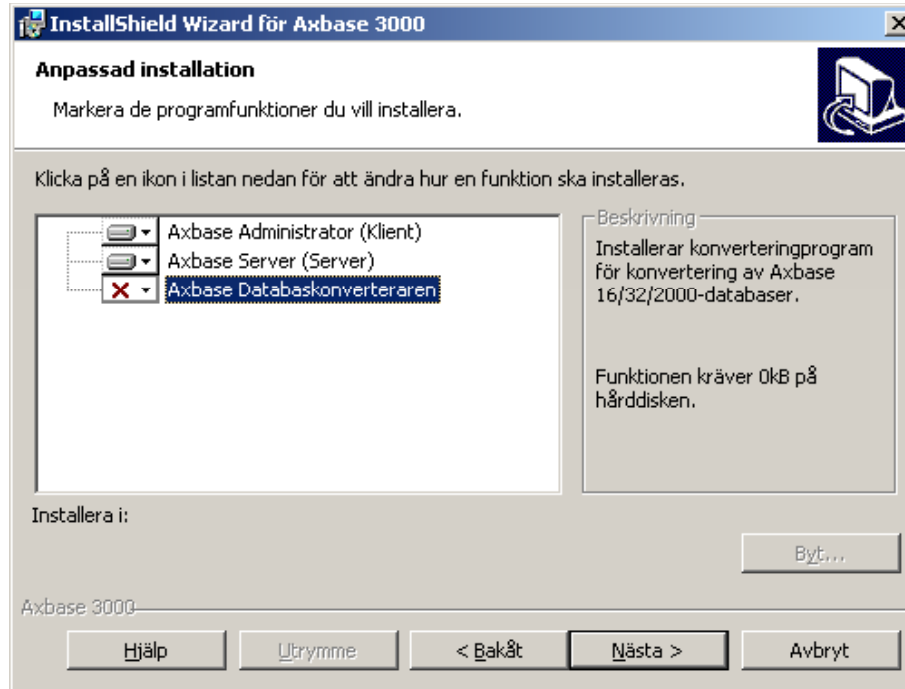 InstallShield Wizard för Axbase 3000
Anpassad installation
Markera de programfunktioner du vill installera.
Klicka på en ikon i listan nedan för att ändra hur en funktion ska installeras.
Axbase Administrator (Klient)
Axbase Server (Server)
Axbase Databaskonverteraren
Beskrivning
Installerar konverteringprogram
för konvertering av Axbase
16/32/2000-databaser.
Funktionen kräver 0kB på
hårddisken.
Installera i:
Byt...
Axbase 3000
Hjälp
Utrymme
< Bakåt
Nästa >
Avbryt